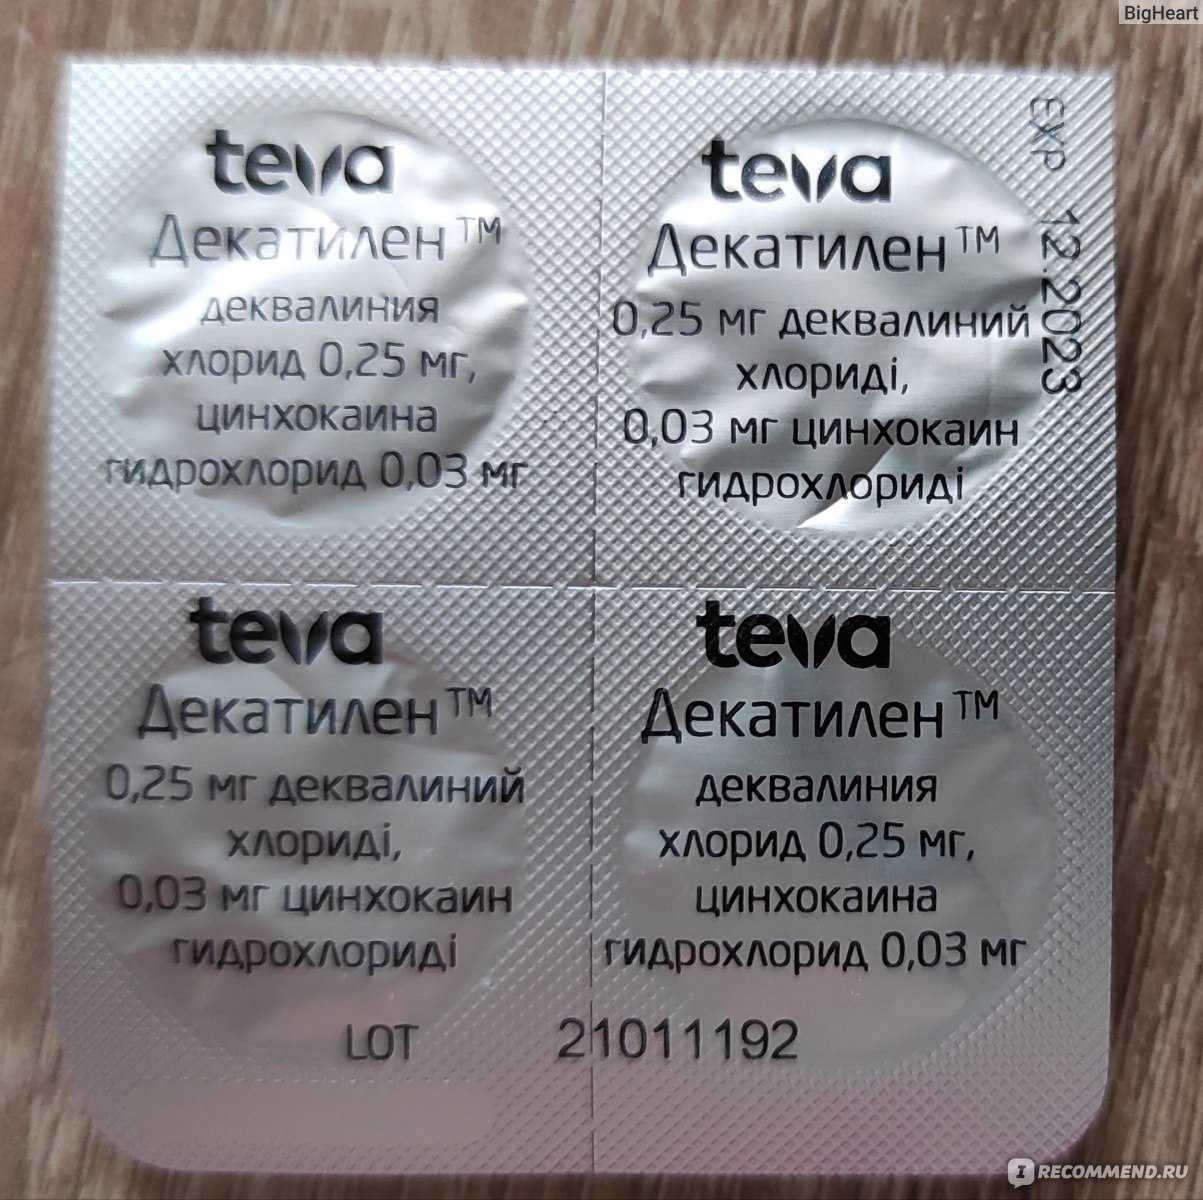 BigHeart
teva
Декатилен™
деквалиния
хлорид 0,25 мг,
цинхокаина
гидрохлорид 0,03 мг
teva
Декатилен™
0,25 мг деквалиний
хлориді,
0,03 мг цинхокаин
гидрохлориді
EXP 12.2023
teva
Декатилен™
0,25 мг деквалиний
хлориді,
0,03 мг цинхокаин
гидрохлориді
teva
Декатилен™
деквалиния
хлорид 0,25 мг,
цинхокаина
гидрохлорид 0,03 мг
LOT 21011192
IRECOMMEND.RU